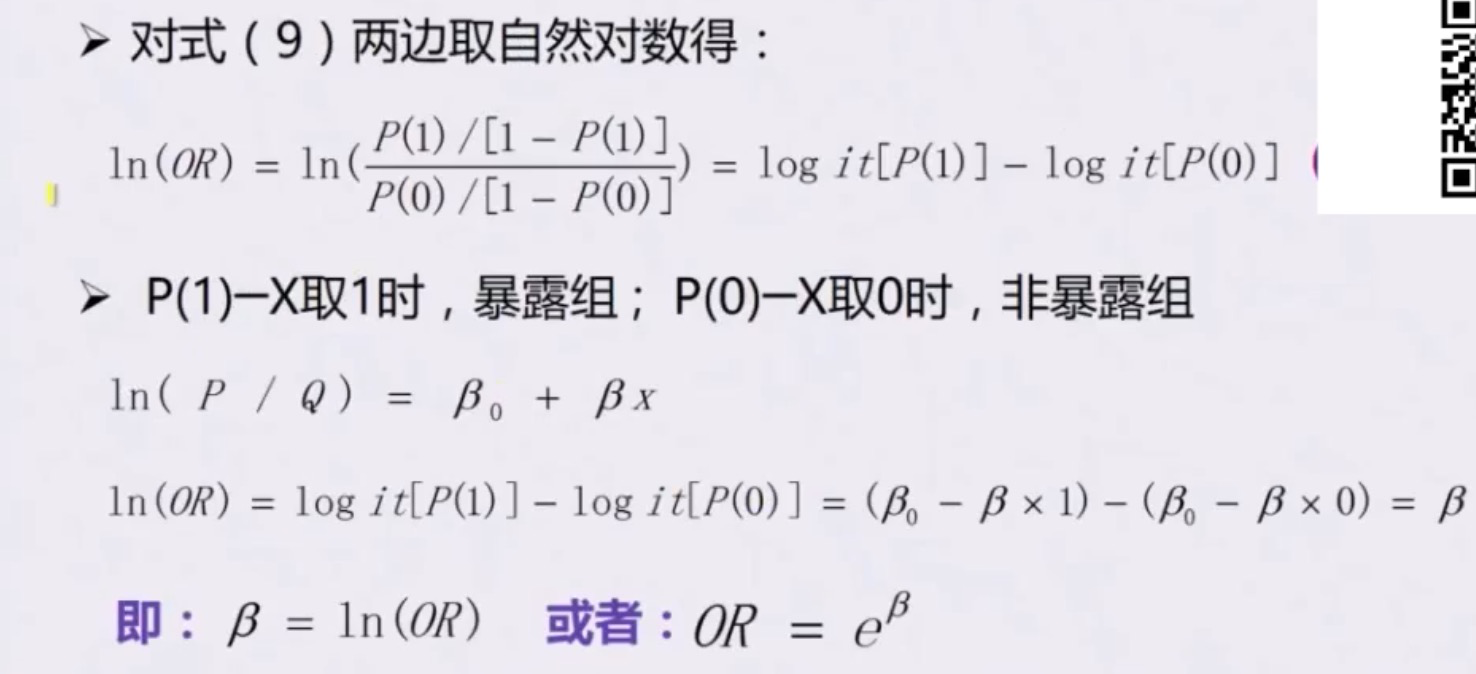 ➢ 对式（9）两边取自然对数得：
ln(OR) = ln(P(1)/[1 − P(1)] / P(0)/[1 − P(0)]) = log it[P(1)] − log it[P(0)] (
➢ P(1)—X取1时，暴露组；P(0)—X取0时，非暴露组
ln( P / Q ) = β₀ + βx
ln(OR) = log it[P(1)] − log it[P(0)] = (β₀ − β × 1) − (β₀ − β × 0) = β
即：β = ln(OR) 或者：OR = e^β